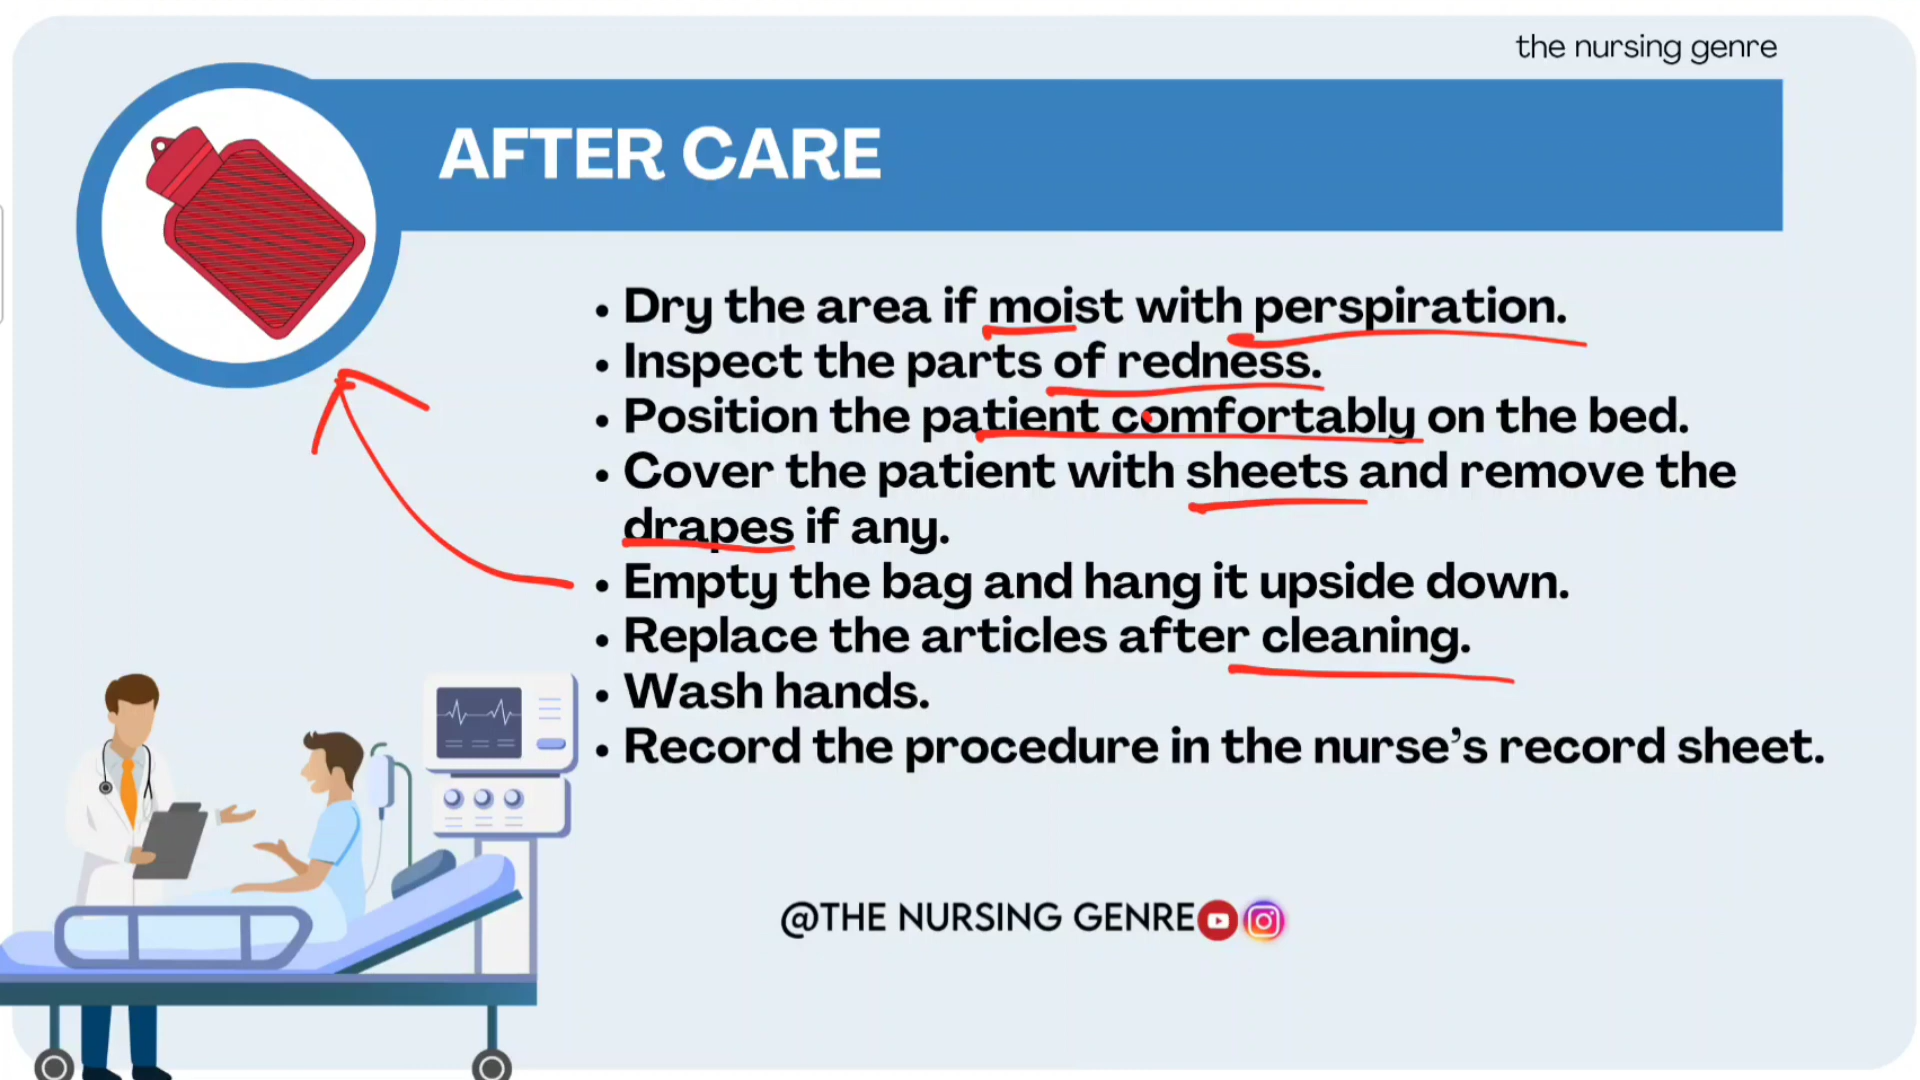 the nursing genre
AFTER CARE
• Dry the area if moist with perspiration.
• Inspect the parts of redness.
• Position the patient comfortably on the bed.
• Cover the patient with sheets and remove the
drapes if any.
• Empty the bag and hang it upside down.
• Replace the articles after cleaning.
• Wash hands.
• Record the procedure in the nurse's record sheet.
@THE NURSING GENRE